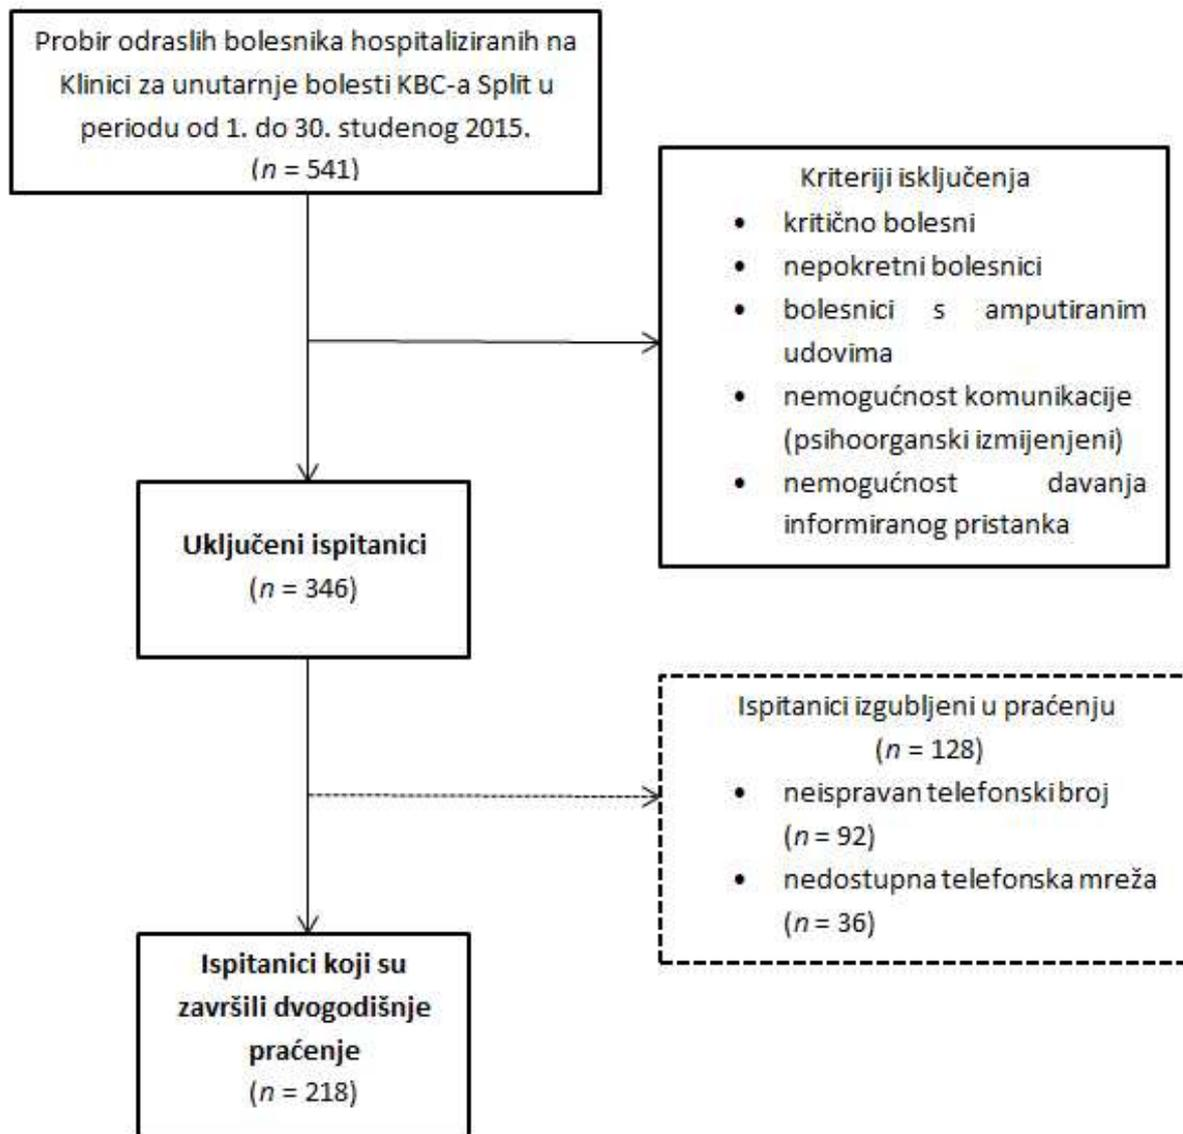 Probir odraslih bolesnika hospitaliziranih na
Klinici za unutarnje bolesti KBC-a Split u
periodu od 1. do 30. studenog 2015.
(n = 541)
Kriteriji isključenja
• kritično bolesni
• nepokretni bolesnici
• bolesnici s amputiranim
udovima
• nemogućnost komunikacije
(psihoorganski izmijenjeni)
• nemogućnost davanja
informiranog pristanka
Uključeni ispitanici
(n = 346)
Ispitanici izgubljeni u praćenju
(n = 128)
• neispravan telefonski broj
(n = 92)
• nedostupna telefonska mreža
(n = 36)
Ispitanici koji su
završili dvogodišnje
praćenje
(n = 218)